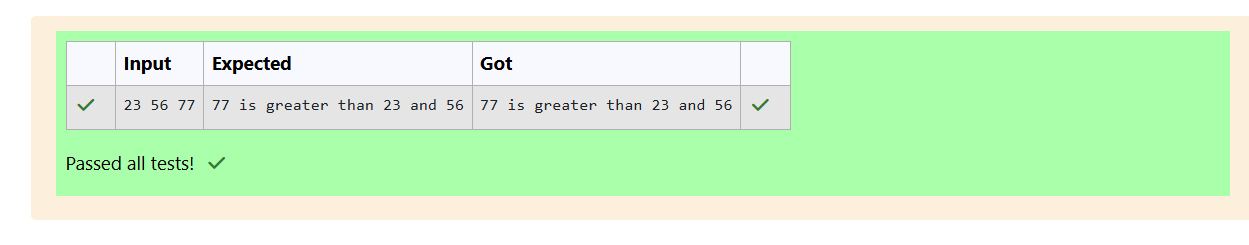 Input Expected Got
23 56 77 77 is greater than 23 and 56 77 is greater than 23 and 56
Passed all tests!